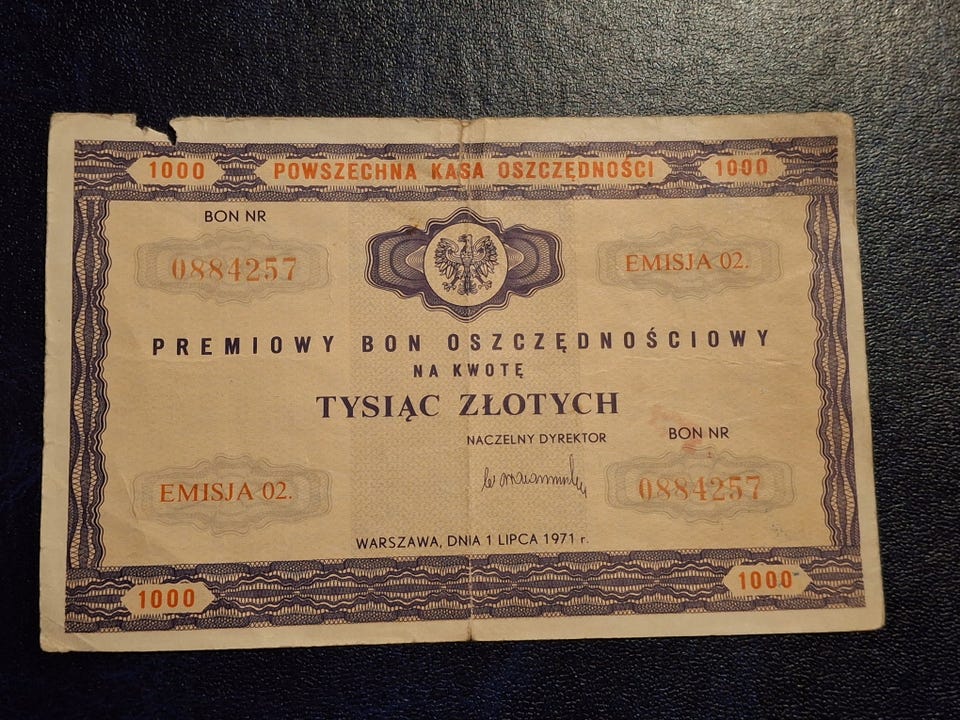 1000 POWSZECHNA KASA OSZCZĘDNOŚCI 1000
BON NR
0884257
EMISJA 02.
PREMIOWY BON OSZCZĘDNOŚCIOWY
NA KWOTĘ
TYSIĄC ZŁOTYCH
NACZELNY DYREKTOR
BON NR
EMISJA 02.
0884257
WARSZAWA, DNIA 1 LIPCA 1971 r.
1000
1000